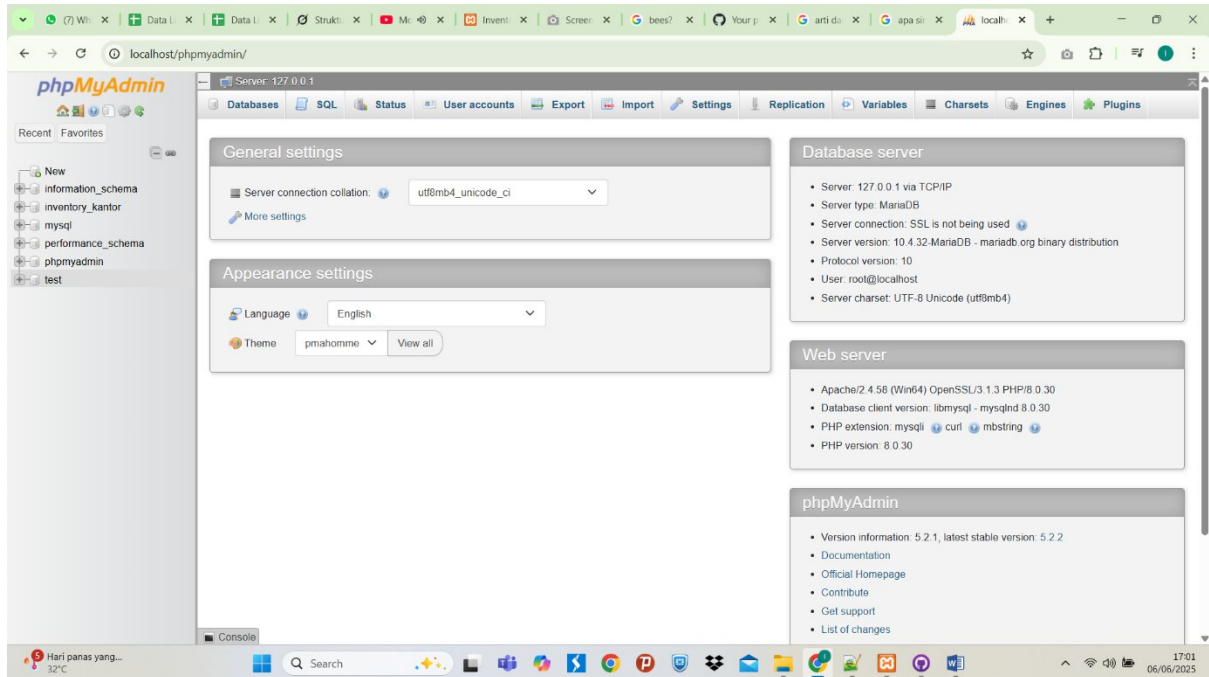 (7) Wh
Data Li
Data Li
Strukt
Mc
Invent
Screen
bees?
Your p
arti da
apa sir
localh
localhost/phpmyadmin/
phpMyAdmin
Recent Favorites
New
information_schema
inventory_kantor
mysql
performance_schema
phpmyadmin
test
Server: 127.0.0.1
Databases SQL Status User accounts Export Import Settings Replication Variables Charsets Engines Plugins
General settings
Server connection collation: utf8mb4_unicode_ci
More settings
Appearance settings
Language English
Theme pmahomme View all
Database server
Server: 127.0.0.1 via TCP/IP
Server type: MariaDB
Server connection: SSL is not being used
Server version: 10.4.32-MariaDB - mariadb.org binary distribution
Protocol version: 10
User: root@localhost
Server charset: UTF-8 Unicode (utf8mb4)
Web server
Apache/2.4.58 (Win64) OpenSSL/3.1.3 PHP/8.0.30
Database client version: libmysql - mysqlnd 8.0.30
PHP extension: mysqli curl mbstring
PHP version: 8.0.30
phpMyAdmin
Version information: 5.2.1, latest stable version: 5.2.2
Documentation
Official Homepage
Contribute
Get support
List of changes
Console
5
Hari panas yang...
32°C
Search
17:01
06/06/2025